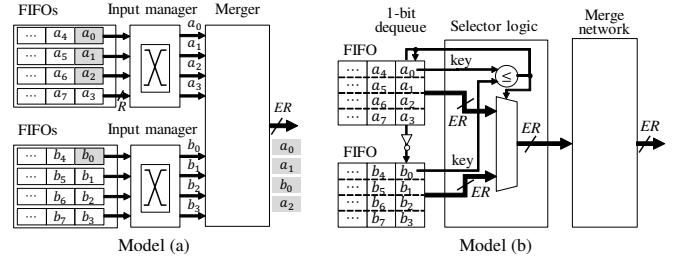 FIFOs
Input manager
Merger
⋯ a₄ a₀
⋯ a₅ a₁
⋯ a₆ a₂
⋯ a₇ a₃
R
a₀
a₁
a₂
a₃
FIFOs
Input manager
⋯ b₄ b₀
⋯ b₅ b₁
⋯ b₆ b₂
⋯ b₇ b₃
b₀
b₁
b₂
b₃
ER
a₀
a₁
b₀
a₂
Model (a)
1-bit
dequeue
Selector logic
Merge
network
FIFO
⋯ a₄ a₀
⋯ a₅ a₁
⋯ a₆ a₂
⋯ a₇ a₃
key
≤
ER
FIFO
⋯ b₄ b₀
⋯ b₅ b₁
⋯ b₆ b₂
⋯ b₇ b₃
key
ER
ER
ER
Model (b)